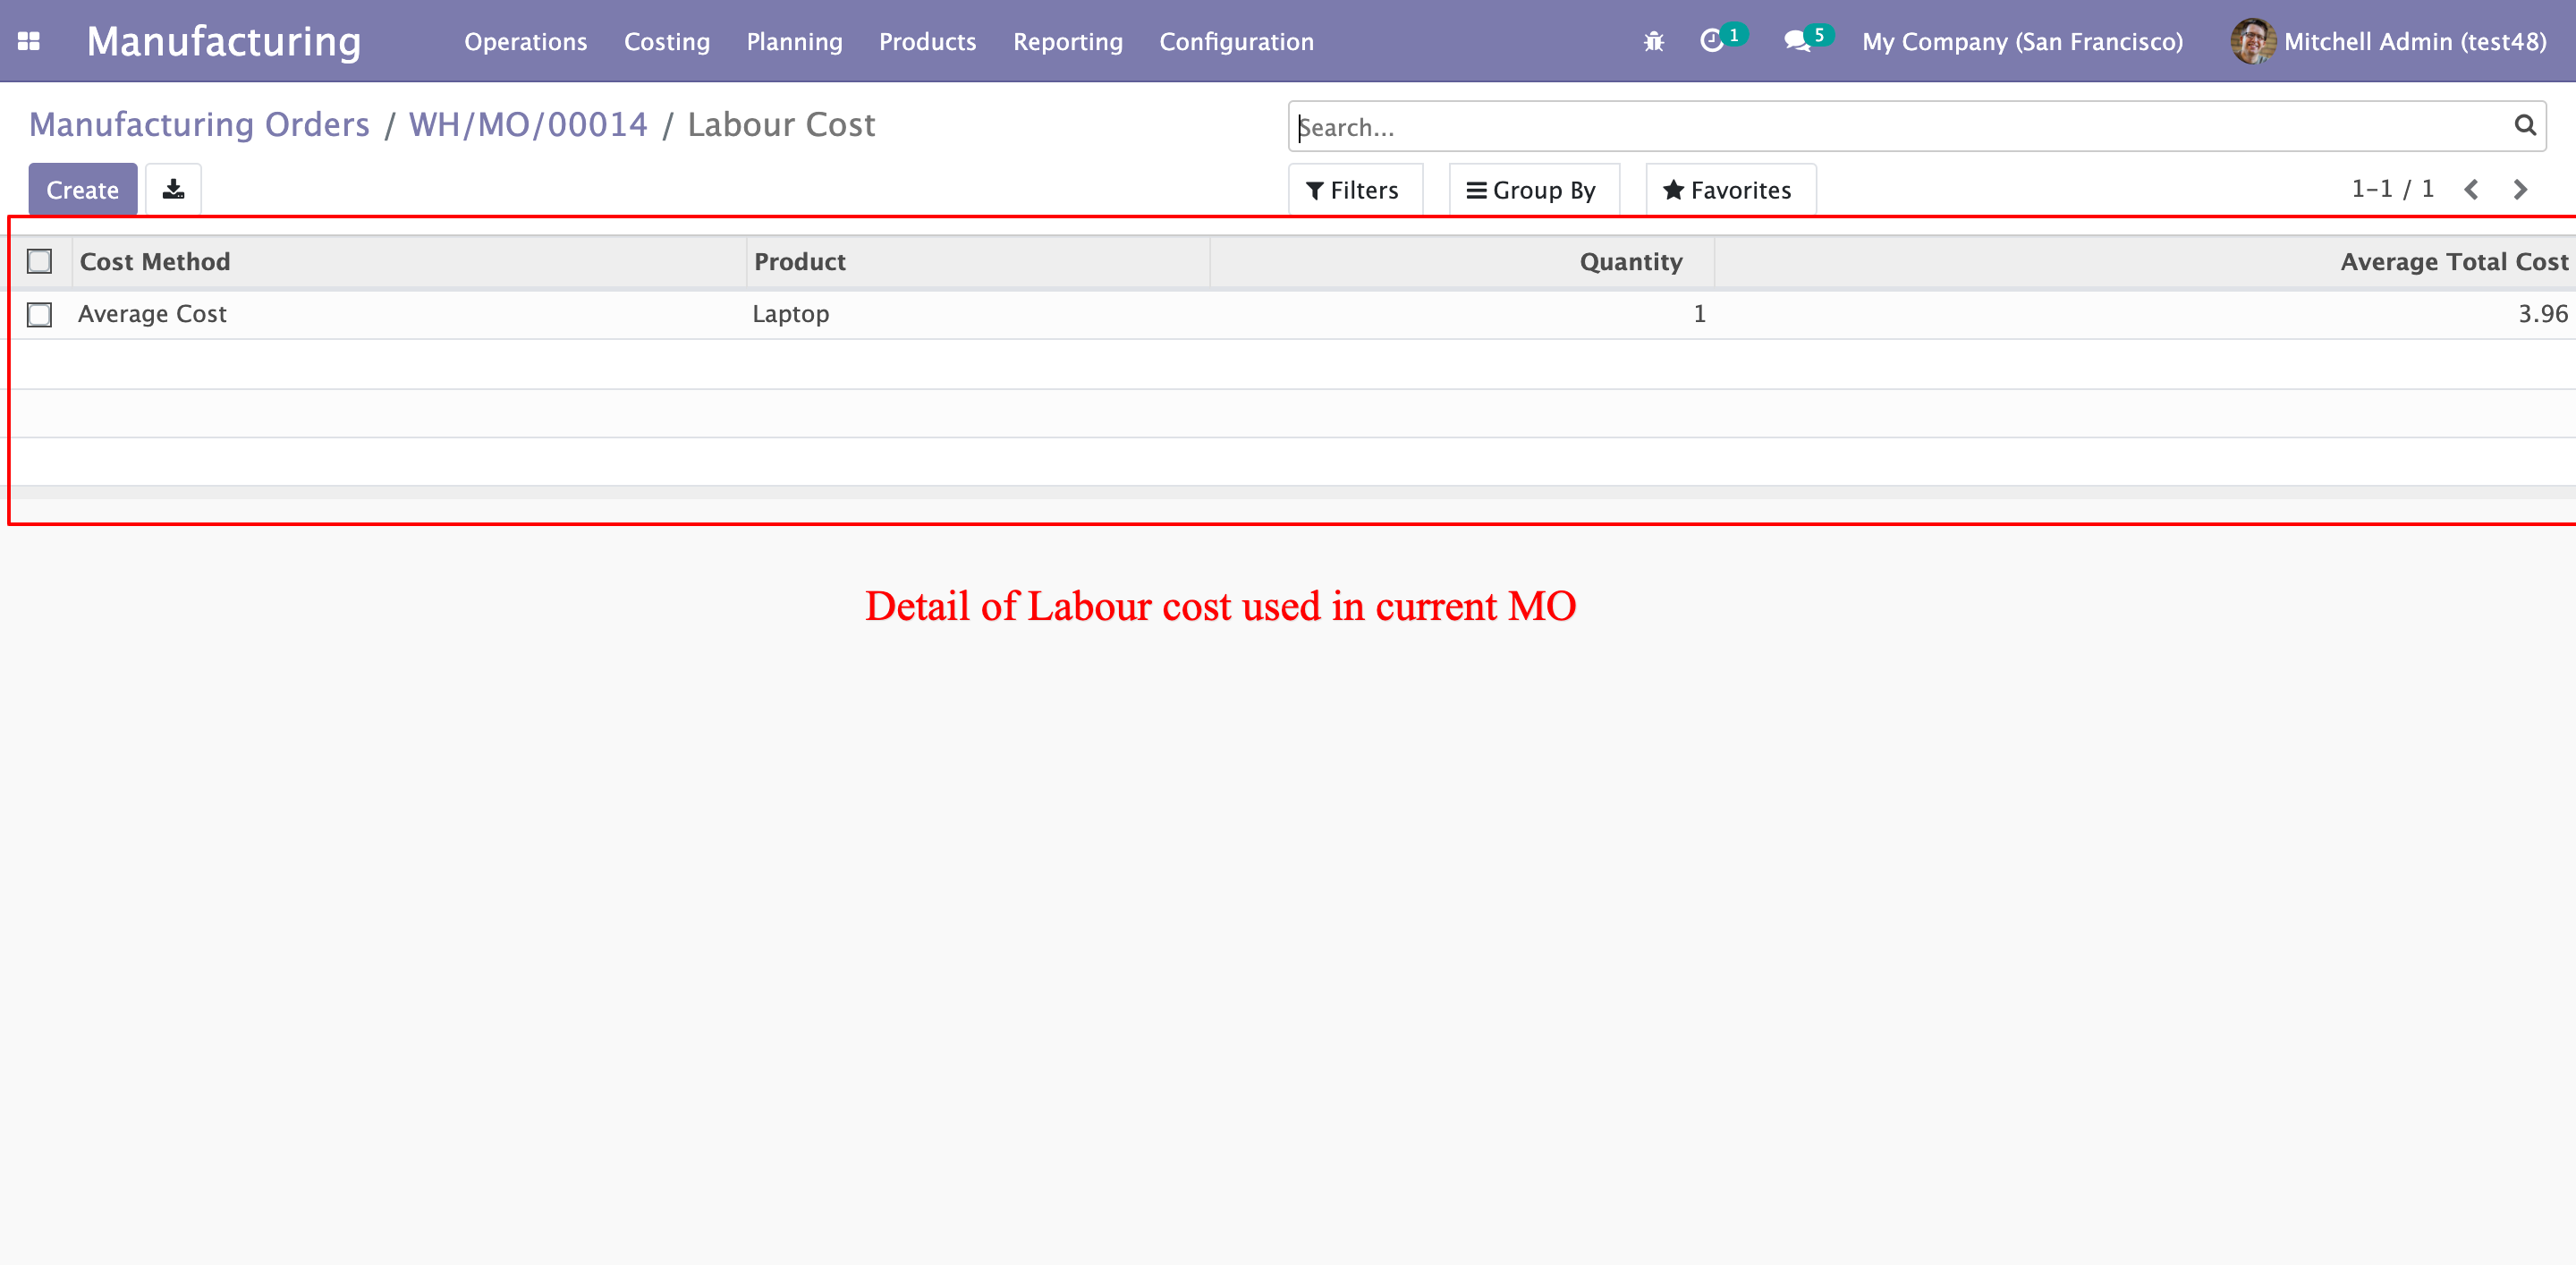 Manufacturing Operations Costing Planning Products Reporting Configuration 1 5 My Company (San Francisco) Mitchell Admin (test48)
Manufacturing Orders / WH/MO/00014 / Labour Cost
Search...
Create Filters Group By Favorites 1-1 / 1
Cost Method Product Quantity Average Total Cost
Average Cost Laptop 1 3.96
Detail of Labour cost used in current MO